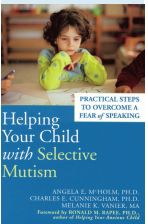 PRACTICAL STEPS
TO OVERCOME A
FEAR OF SPEAKING
Helping
Your Child
with Selective
Mutism
ANGELA E. McHOLM, PH.D.
CHARLES E. CUNNINGHAM, PH.D.
MELANIE K. VANIER, MA
Foreword by RONALD M. RAPEE, PH.D.,
author of Helping Your Anxious Child